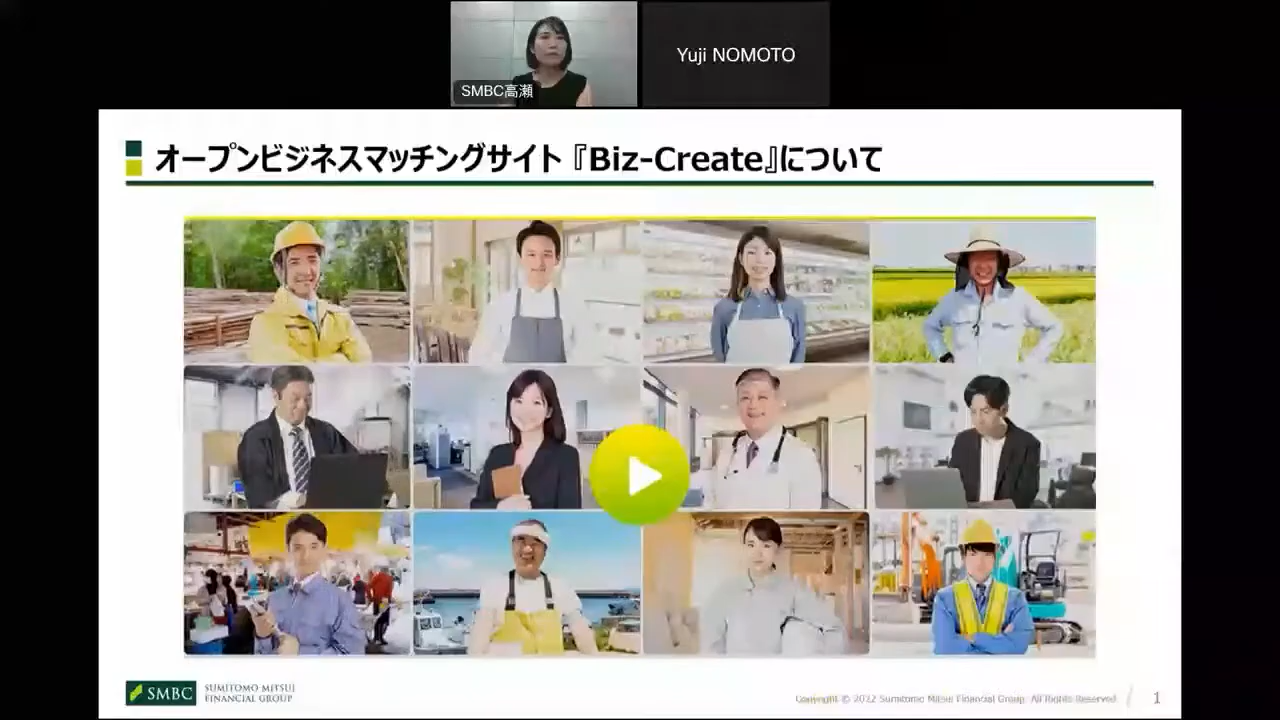 SMBC高瀬
Yuji NOMOTO
オープンビジネスマッチングサイト『Biz-Create』について
SMBC
SUMITOMO MITSUI
FINANCIAL GROUP
Copyright © 2022 Sumitomo Mitsui Financial Group. All Rights Reserved.
1